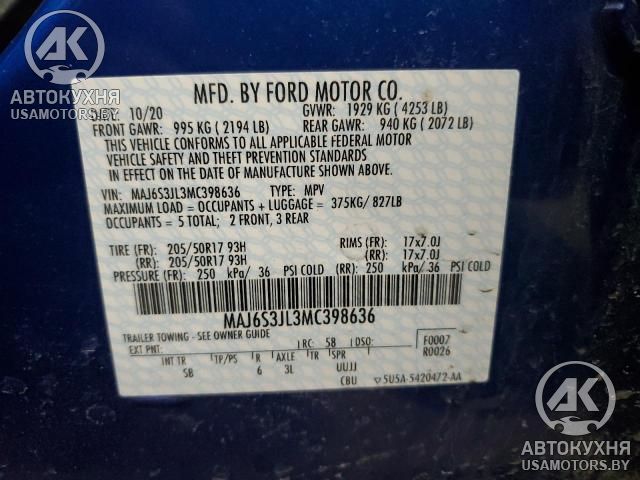 AK
АВТОКУХНЯ
USAMOTORS.BY
MFD. BY FORD MOTOR CO.
10/20 GVWR: 1929 KG ( 4253 LB)
FRONT GAWR: 995 KG ( 2194 LB) REAR GAWR: 940 KG ( 2072 LB)
THIS VEHICLE CONFORMS TO ALL APPLICABLE FEDERAL MOTOR
VEHICLE SAFETY AND THEFT PREVENTION STANDARDS
IN EFFECT ON THE DATE OF MANUFACTURE SHOWN ABOVE.
VIN: MAJ6S3JL3MC398636 TYPE: MPV
MAXIMUM LOAD = OCCUPANTS + LUGGAGE = 375KG/ 827LB
OCCUPANTS = 5 TOTAL; 2 FRONT, 3 REAR
TIRE (FR): 205/50R17 93H RIMS (FR): 17x7.0J
(RR): 205/50R17 93H (RR): 17x7.0J
PRESSURE (FR): 250 kPa/ 36 PSI COLD (RR): 250 kPa/ 36 PSI COLD
MAJ6S3JL3MC398636
TRAILER TOWING - SEE OWNER GUIDE
EXT PNT: RC: 58 DSO: F0007
R0026
INT TR TP/PS R AXLE TR SPR
SB 6 3L UUJJ
CBU 5U5A-5420472-AA
AK
АВТОКУХНЯ
USAMOTORS.BY